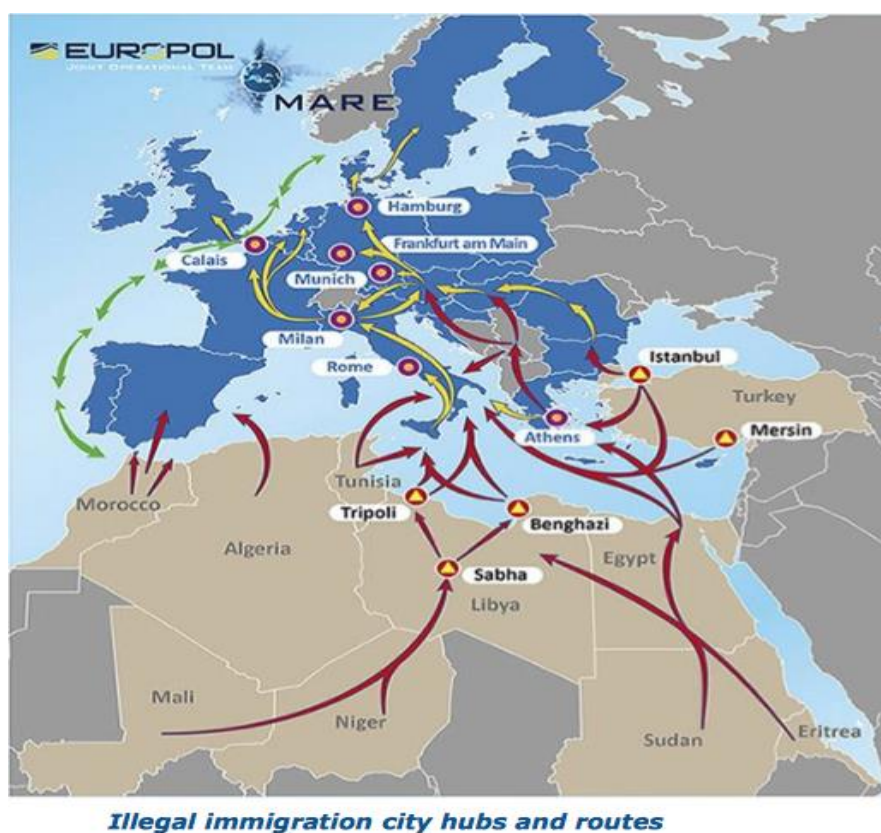 EUROPOL
JOINT OPERATIONAL TEAM
MARE
Hamburg
Frankfurt am Main
Calais
Munich
Milan
Rome
Istanbul
Turkey
Athens
Mersin
Morocco
Tunisia
Tripoli
Benghazi
Algeria
Egypt
Sabha
Libya
Mali
Niger
Sudan
Eritrea
Illegal immigration city hubs and routes